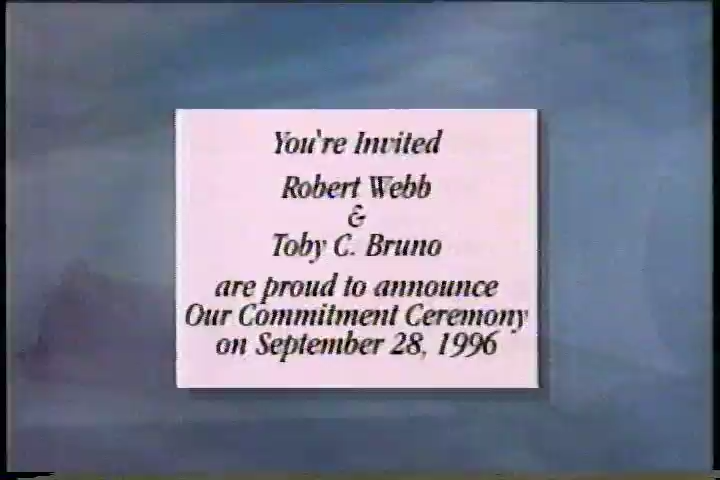 You're Invited
Robert Webb
&
Toby C. Bruno
are proud to announce
Our Commitment Ceremony
on September 28, 1996